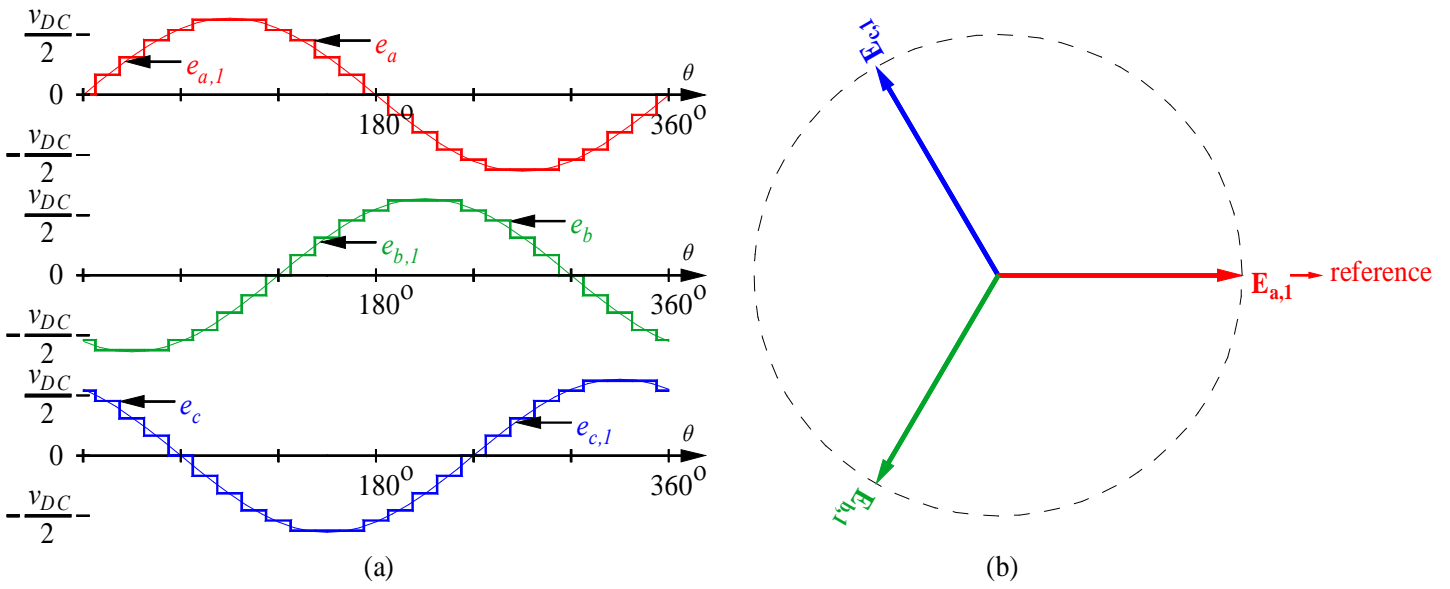 v_DC
2
e_a
e_a,1
0
θ
180°
360°
- v_DC
2
v_DC
2
e_b
e_b,1
0
θ
180°
360°
- v_DC
2
v_DC
2
e_c
e_c,1
0
θ
180°
360°
- v_DC
2
(a)
E_c,1
E_a,1
reference
E_b,1
(b)